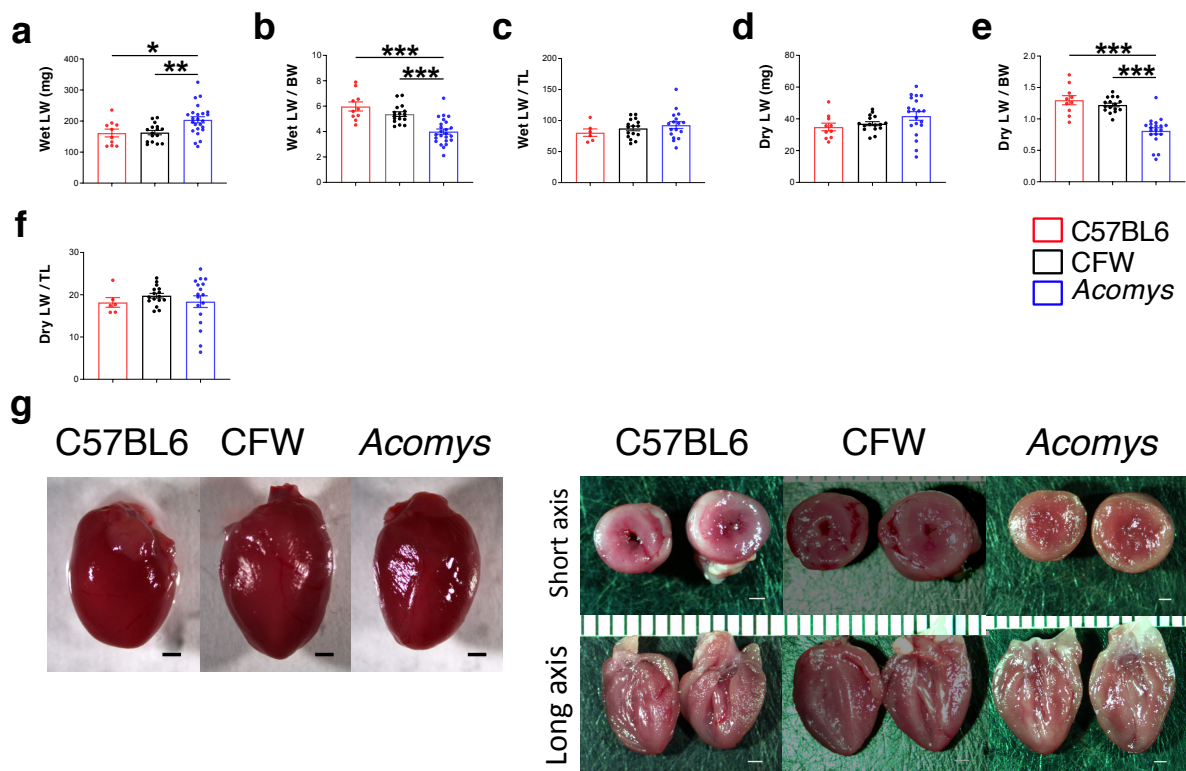 a
Wet LW (mg)
400
300
200
100
0
*
**
b
Wet LW / BW
10
8
6
4
2
0
***
***
c
Wet LW / TL
200
150
100
50
0
d
Dry LW (mg)
80
60
40
20
0
e
Dry LW / BW
2.0
1.5
1.0
0.5
0.0
***
***
f
Dry LW / TL
30
20
10
0
C57BL6
CFW
Acomys
g
C57BL6 CFW Acomys
C57BL6 CFW Acomys
Short axis
Long axis